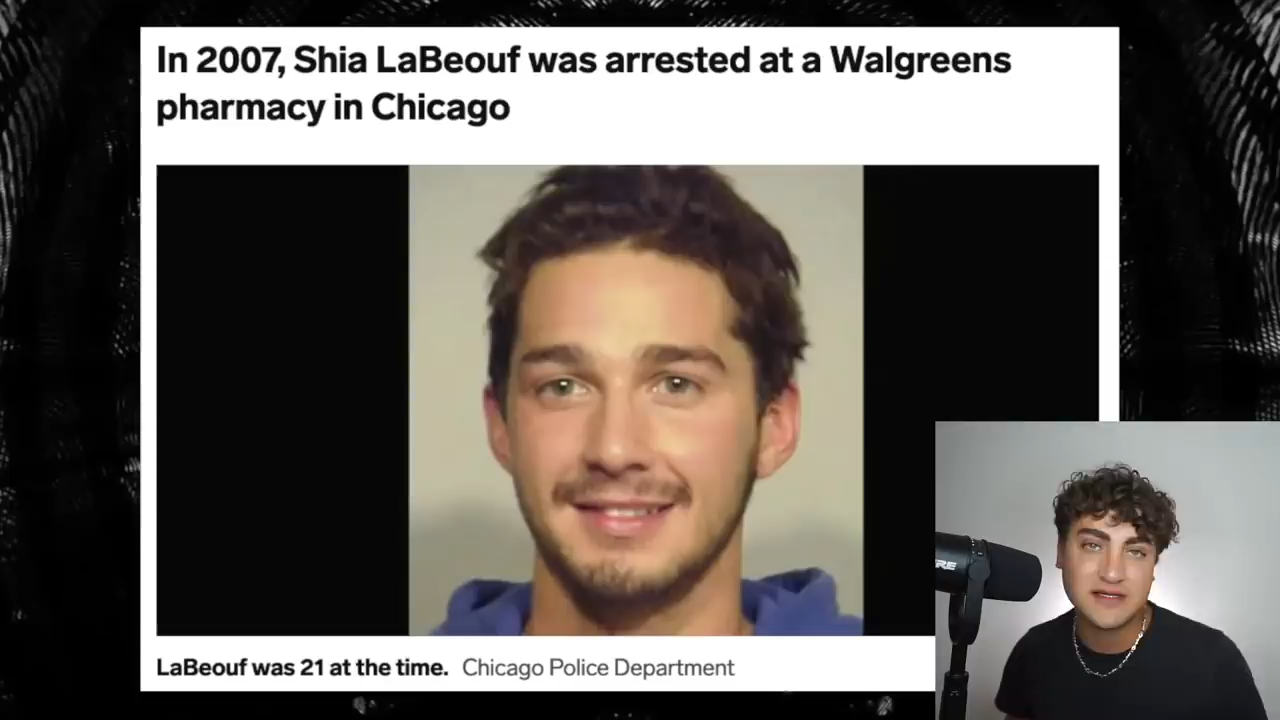 In 2007, Shia LaBeouf was arrested at a Walgreens
pharmacy in Chicago
LaBeouf was 21 at the time. Chicago Police Department
RE